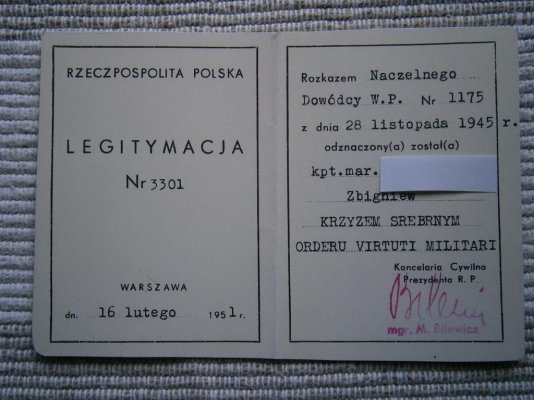 RZECZPOSPOLITA POLSKA
LEGITYMACJA
Nr 3301
WARSZAWA
dn. 16 lutego 1951 r.
Rozkazem Naczelnego
Dowódcy W.P. Nr 1175
z dnia 28 listopada 1945 r.
odznaczony(a) został(a)
kpt.mar.
Zbigniew
KRZYZEM SREBRNYM
ORDERU VIRTUTI MILITARI
Kancelaria Cywilna
Prezydenta R. P.
mgr. M. Bilewicz